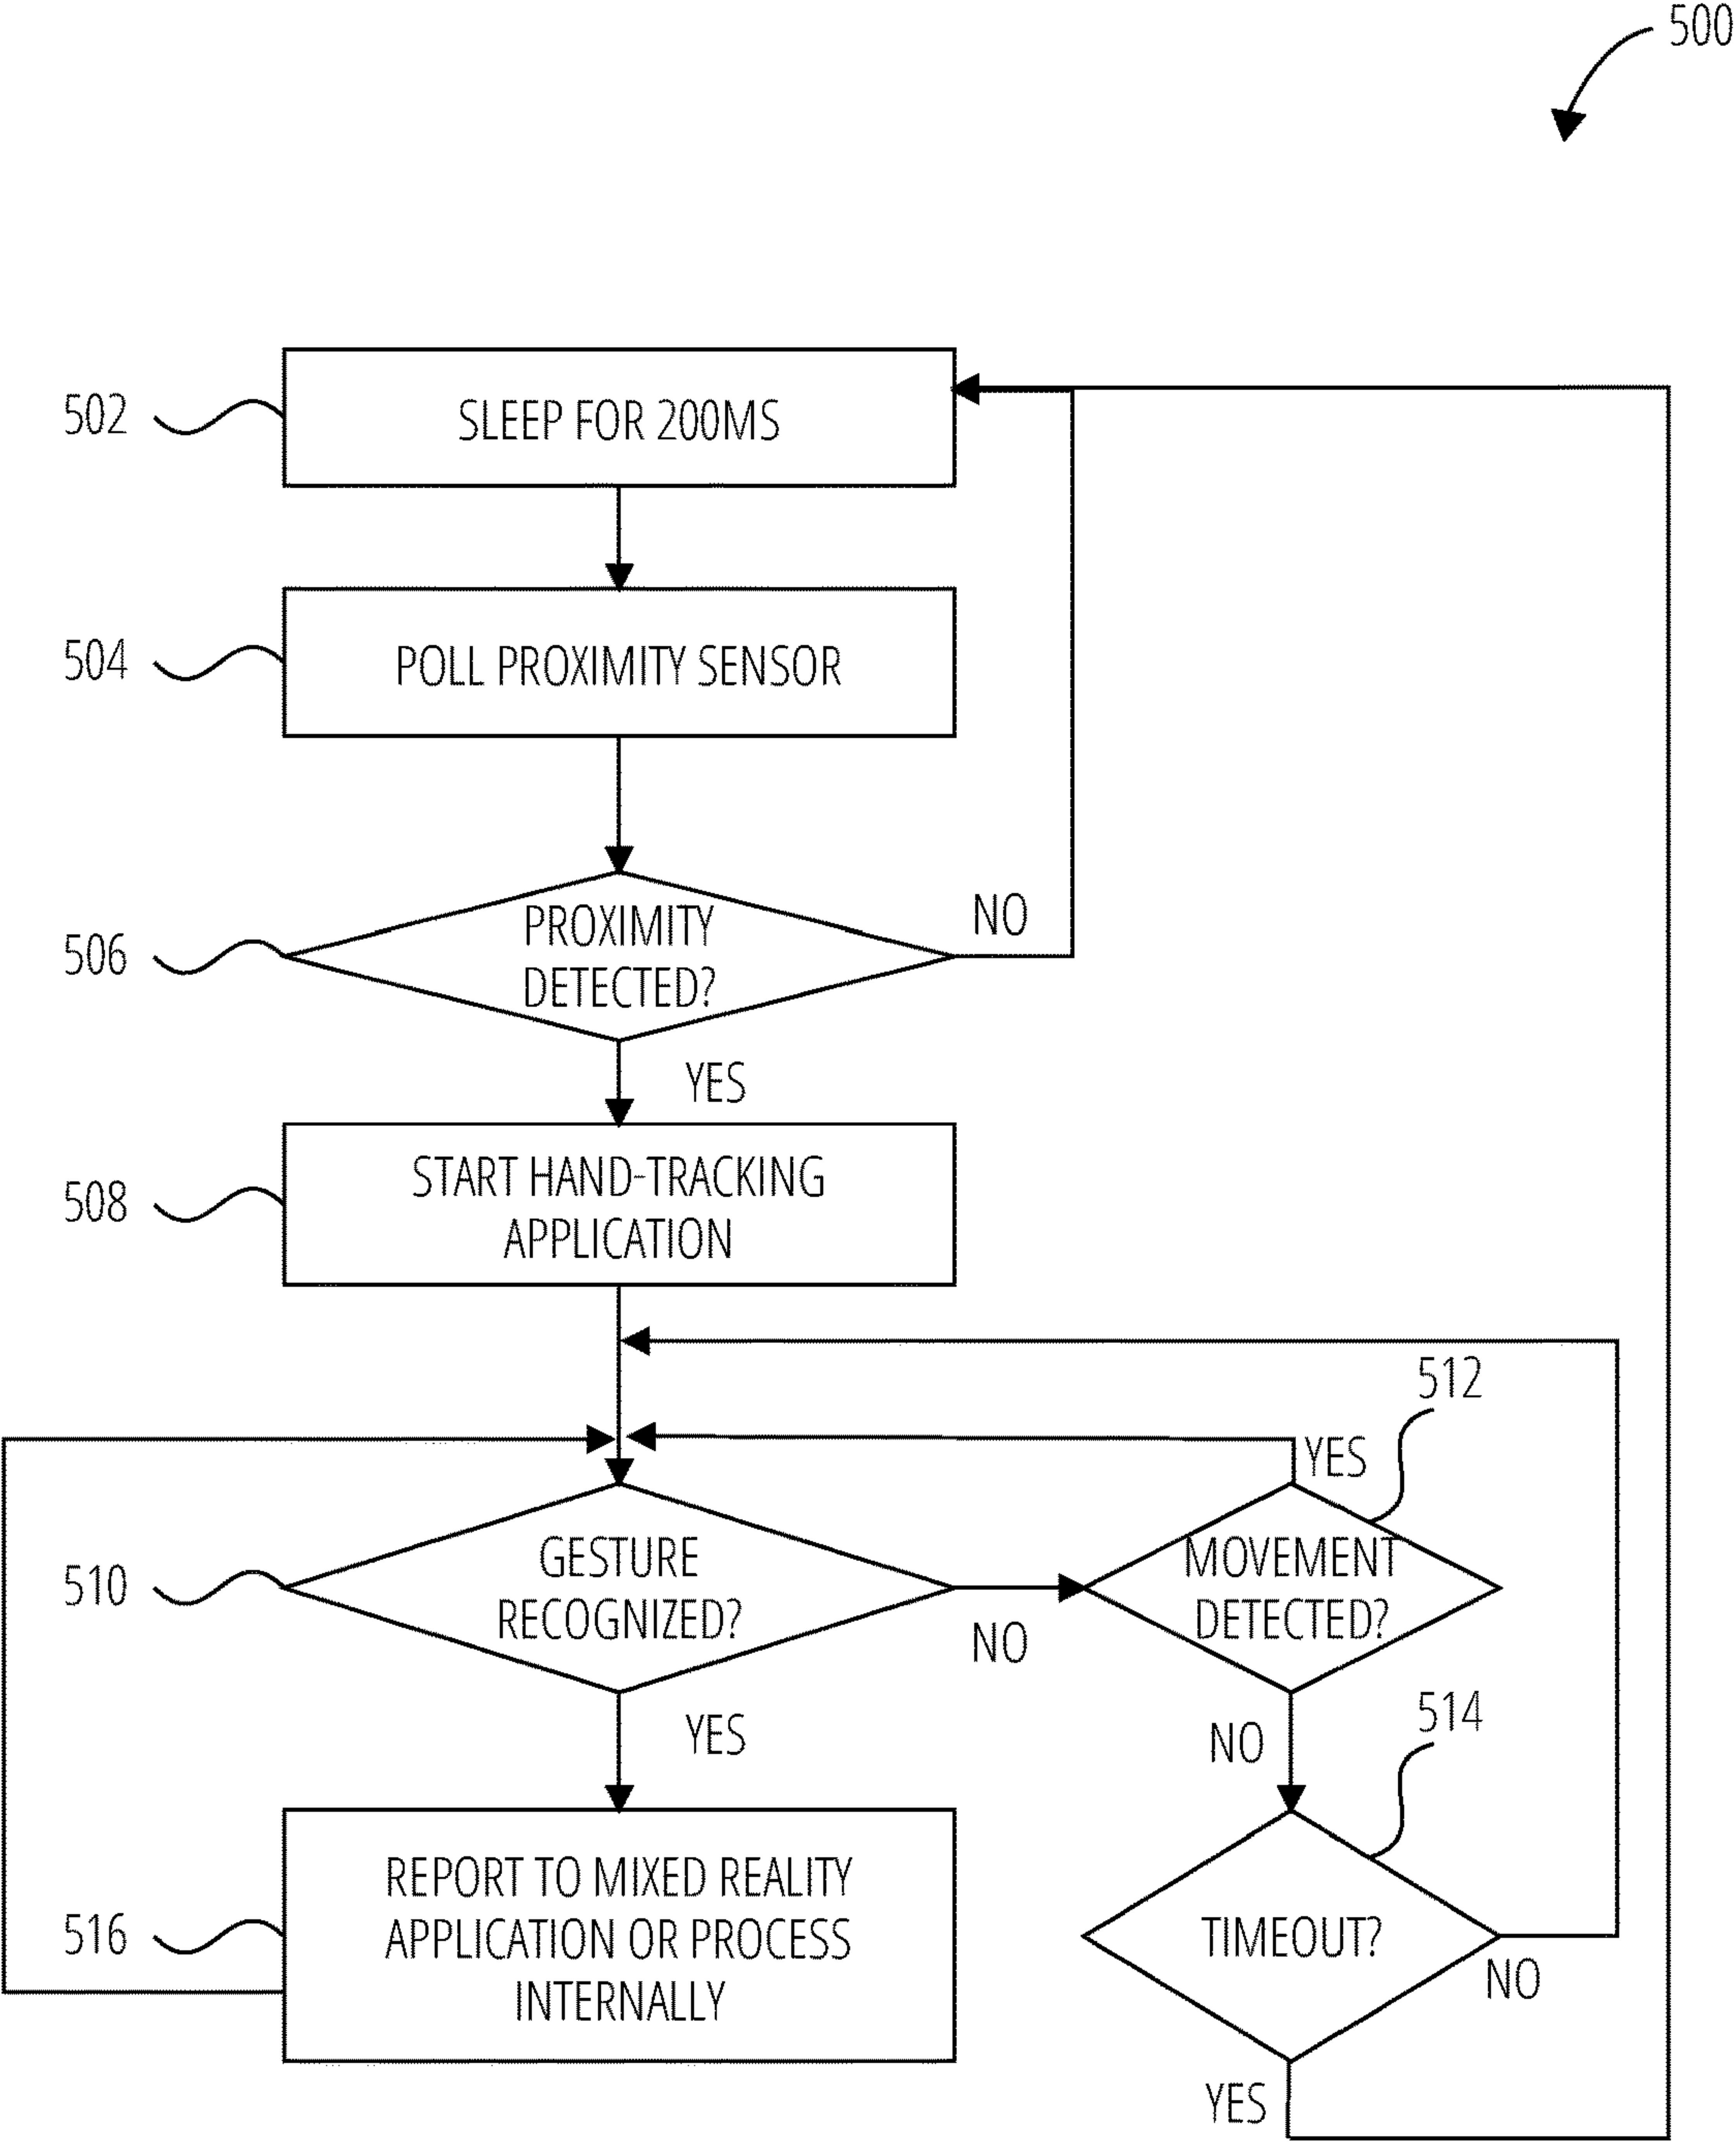 500
502
SLEEP FOR 200MS
504
POLL PROXIMITY SENSOR
506
PROXIMITY
DETECTED?
NO
YES
508
START HAND-TRACKING
APPLICATION
512
YES
510
GESTURE
RECOGNIZED?
NO
MOVEMENT
DETECTED?
YES
NO
514
516
REPORT TO MIXED REALITY
APPLICATION OR PROCESS
INTERNALLY
TIMEOUT?
NO
YES